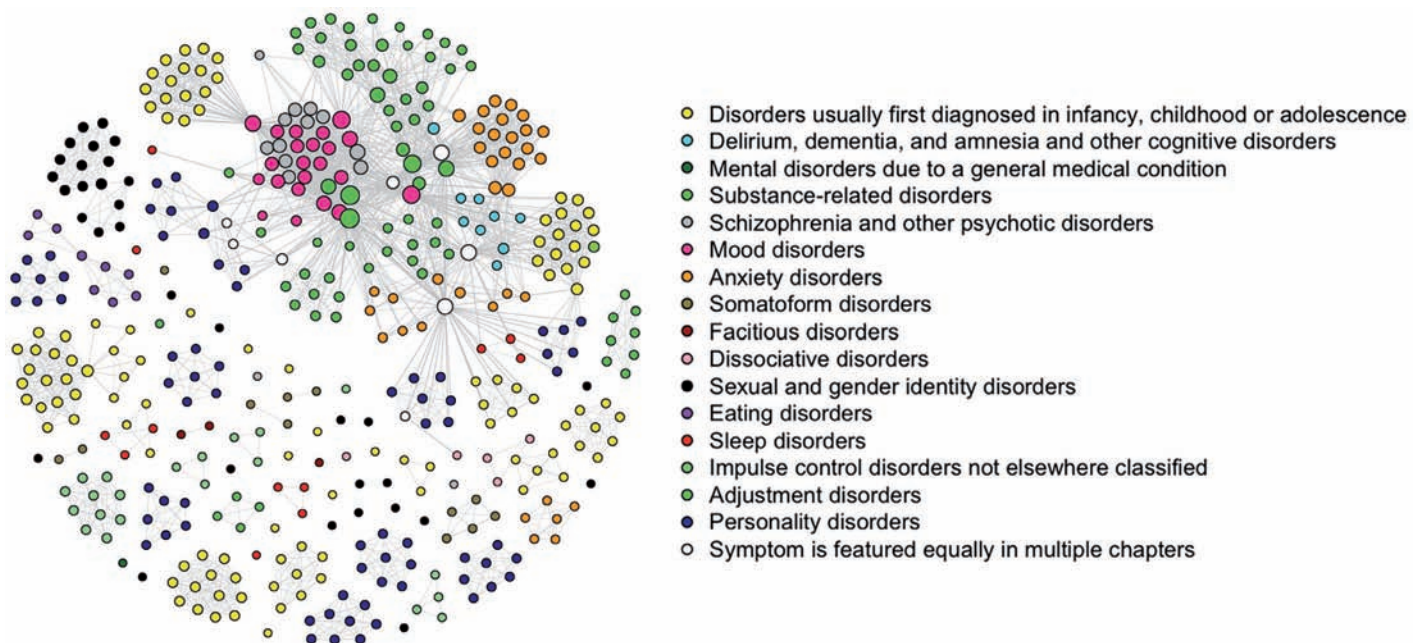 Disorders usually first diagnosed in infancy, childhood or adolescence
Delirium, dementia, and amnesia and other cognitive disorders
Mental disorders due to a general medical condition
Substance-related disorders
Schizophrenia and other psychotic disorders
Mood disorders
Anxiety disorders
Somatoform disorders
Facitious disorders
Dissociative disorders
Sexual and gender identity disorders
Eating disorders
Sleep disorders
Impulse control disorders not elsewhere classified
Adjustment disorders
Personality disorders
Symptom is featured equally in multiple chapters